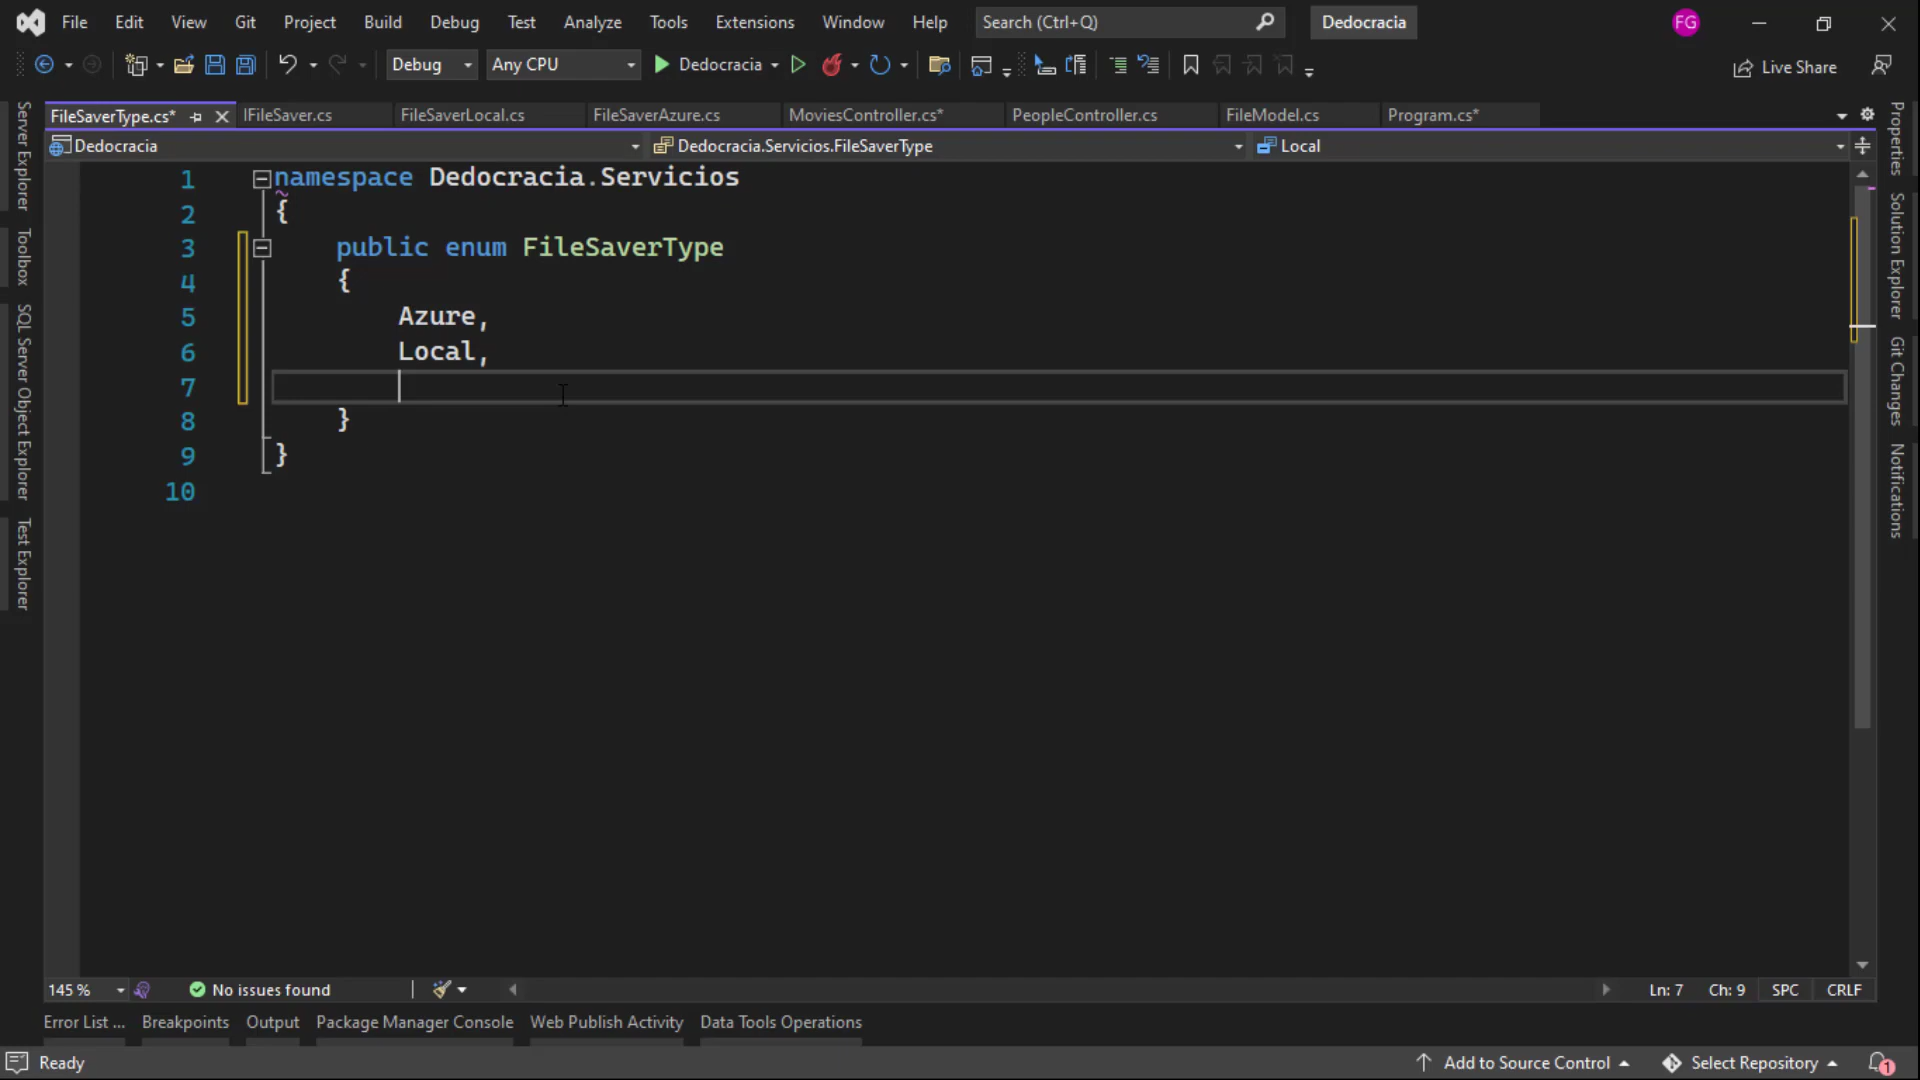 File Edit View Git Project Build Debug Test Analyze Tools Extensions Window Help Search (Ctrl+Q) Dedocracia FG
Debug Any CPU Dedocracia Live Share
FileSaverType.cs* IFileSaver.cs FileSaverLocal.cs FileSaverAzure.cs MoviesController.cs* PeopleController.cs FileModel.cs Program.cs*
Dedocracia Dedocracia.Servicios.FileSaverType Local
Server Explorer
Toolbox
SQL Server Object Explorer
Test Explorer
1 namespace Dedocracia.Servicios
2 {
3 public enum FileSaverType
4 {
5 Azure,
6 Local,
7
8 }
9 }
10
Properties
Solution Explorer
Git Changes
Notifications
145 % No issues found Ln: 7 Ch: 9 SPC CRLF
Error List ... Breakpoints Output Package Manager Console Web Publish Activity Data Tools Operations
Ready Add to Source Control Select Repository 1